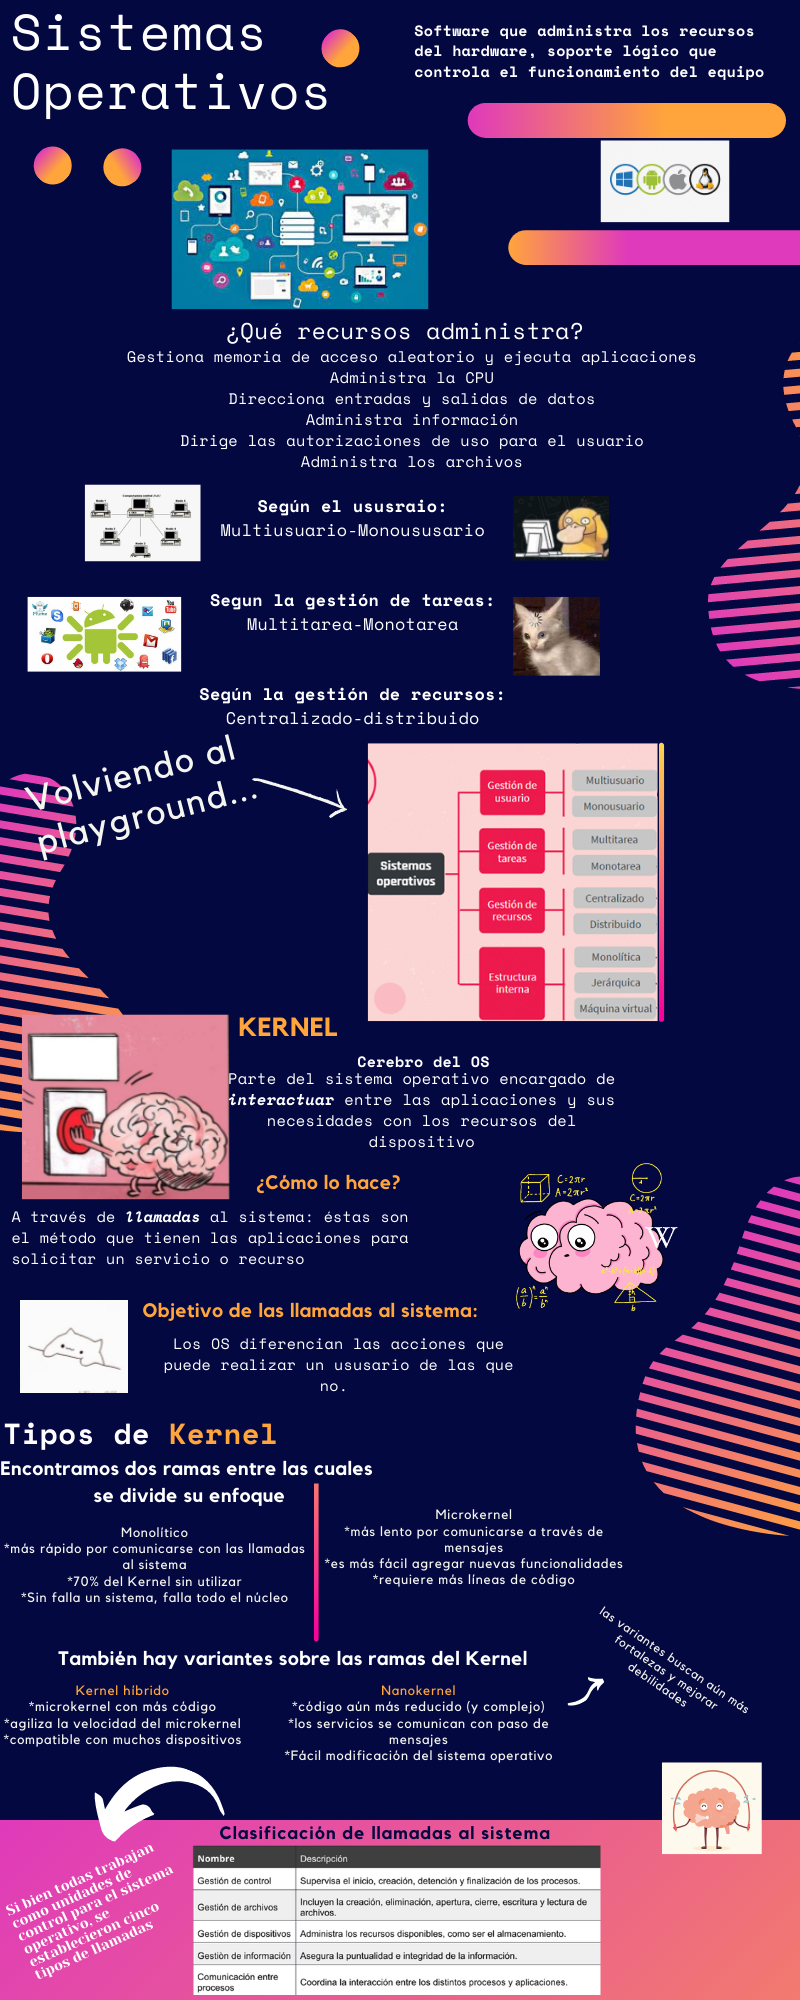 Sistemas
Operativos
Software que administra los recursos
del hardware, soporte lógico que
controla el funcionamiento del equipo
¿Qué recursos administra?
Gestiona memoria de acceso aleatorio y ejecuta aplicaciones
Administra la CPU
Direcciona entradas y salidas de datos
Administra información
Dirige las autorizaciones de uso para el usuario
Administra los archivos
Según el ususraio:
Multiusuario-Monoususario
Segun la gestión de tareas:
Multitarea-Monotarea
Según la gestión de recursos:
Centralizado-distribuido
Volviendo al
playground...
Sistemas
operativos
Gestión de
usuario
Multiusuario
Monousuario
Gestión de
tareas
Multitarea
Monotarea
Gestión de
recursos
Centralizado
Distribuido
Estructura
interna
Monolítica
Jerárquica
Máquina virtual
KERNEL
Cerebro del OS
Parte del sistema operativo encargado de
interactuar entre las aplicaciones y sus
necesidades con los recursos del
dispositivo
¿Cómo lo hace?
A través de llamadas al sistema: éstas son
el método que tienen las aplicaciones para
solicitar un servicio o recurso
C=2πr
A=2πr²
C=2πr
W
Objetivo de las llamadas al sistema:
Los OS diferencian las acciones que
puede realizar un ususario de las que
no.
Tipos de Kernel
Encontramos dos ramas entre las cuales
se divide su enfoque
Monolítico
*más rápido por comunicarse con las llamadas
al sistema
*70% del Kernel sin utilizar
*Sin falla un sistema, falla todo el núcleo
Microkernel
*más lento por comunicarse a través de
mensajes
*es más fácil agregar nuevas funcionalidades
*requiere más líneas de código
También hay variantes sobre las ramas del Kernel
Kernel híbrido
*microkernel con más código
*agiliza la velocidad del microkernel
*compatible con muchos dispositivos
Nanokernel
*código aún más reducido (y complejo)
*los servicios se comunican con paso de
mensajes
*Fácil modificación del sistema operativo
las variantes buscan aún más
fortalezas y mejorar
debilidades
Si bien todas trabajan
como unidades de
control para el sistema
operativo, se
establecieron cinco
tipos de llamadas
Clasificación de llamadas al sistema
Nombre Descripción
Gestión de control Supervisa el inicio, creación, detención y finalización de los procesos.
Gestión de archivos Incluyen la creación, eliminación, apertura, cierre, escritura y lectura de
archivos.
Gestión de dispositivos Administra los recursos disponibles, como ser el almacenamiento.
Gestión de información Asegura la puntualidad e integridad de la información.
Comunicación entre
procesos Coordina la interacción entre los distintos procesos y aplicaciones.